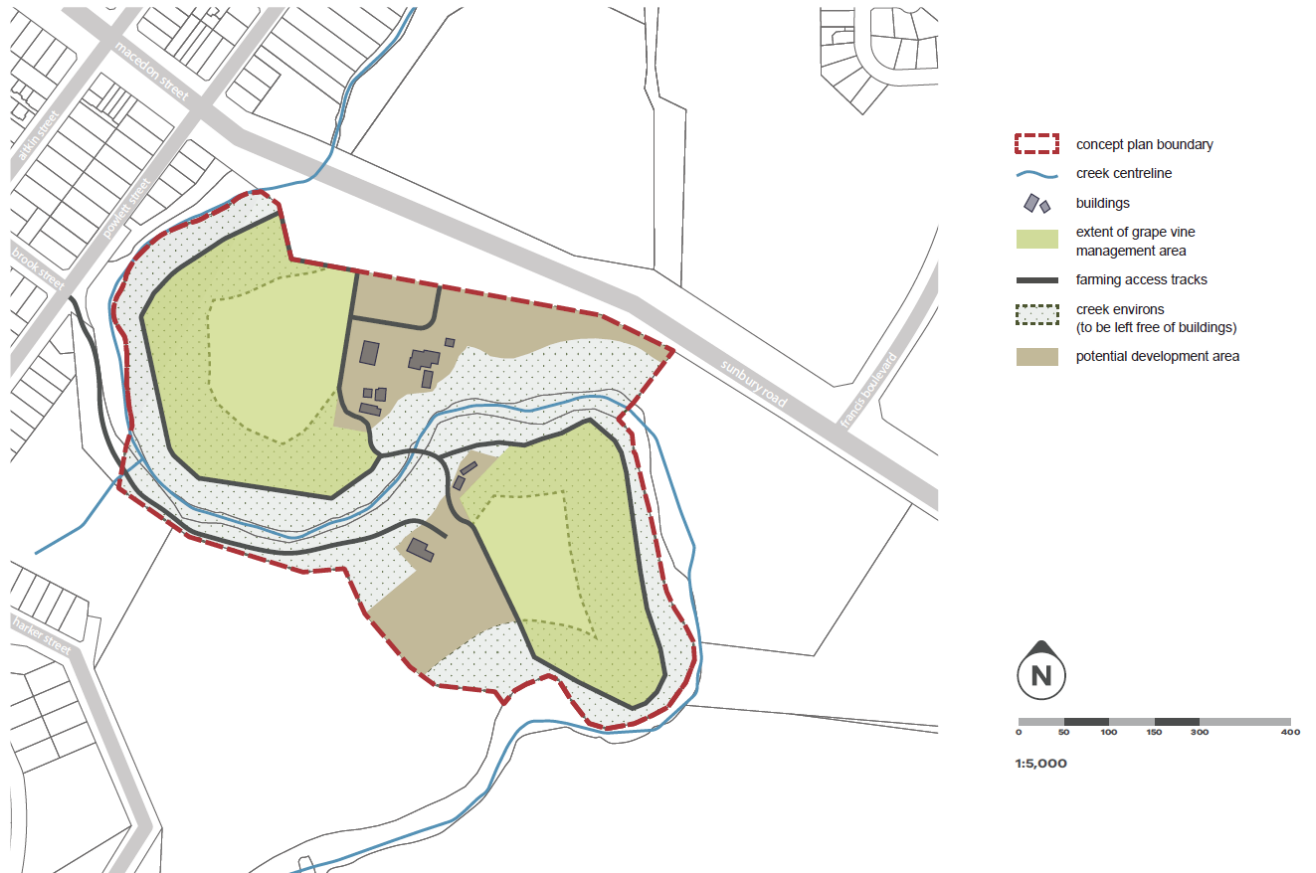 macedon street
aitkin street
powlett street
brook street
sunbury road
francis boulevard
harker street
concept plan boundary
creek centreline
buildings
extent of grape vine
management area
farming access tracks
creek environs
(to be left free of buildings)
potential development area
N
0 50 100 150 300 400
1:5,000